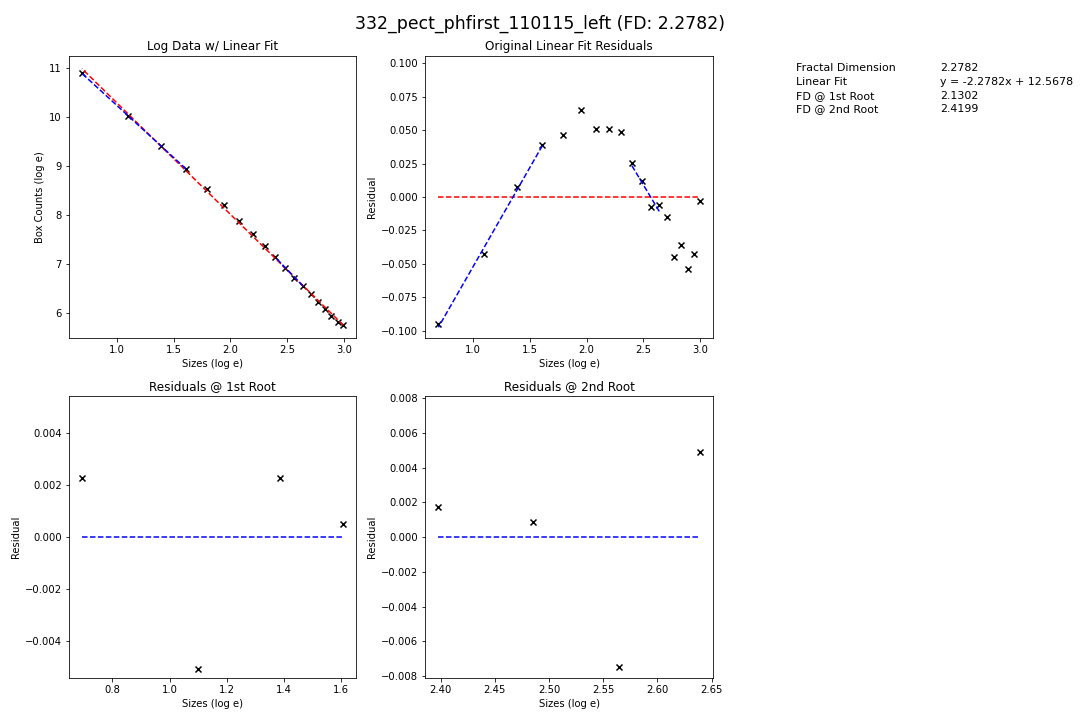 332_pect_phfirst_110115_left (FD: 2.2782)
Log Data w/ Linear Fit
11
10
9
8
7
6
Box Counts (log e)
1.0 1.5 2.0 2.5 3.0
Sizes (log e)
Original Linear Fit Residuals
0.100
0.075
0.050
0.025
0.000
−0.025
−0.050
−0.075
−0.100
Residual
1.0 1.5 2.0 2.5 3.0
Sizes (log e)
Fractal Dimension 2.2782
Linear Fit y = -2.2782x + 12.5678
FD @ 1st Root 2.1302
FD @ 2nd Root 2.4199
Residuals @ 1st Root
0.004
0.002
0.000
−0.002
−0.004
Residual
0.8 1.0 1.2 1.4 1.6
Sizes (log e)
Residuals @ 2nd Root
0.008
0.006
0.004
0.002
0.000
−0.002
−0.004
−0.006
−0.008
Residual
2.40 2.45 2.50 2.55 2.60 2.65
Sizes (log e)